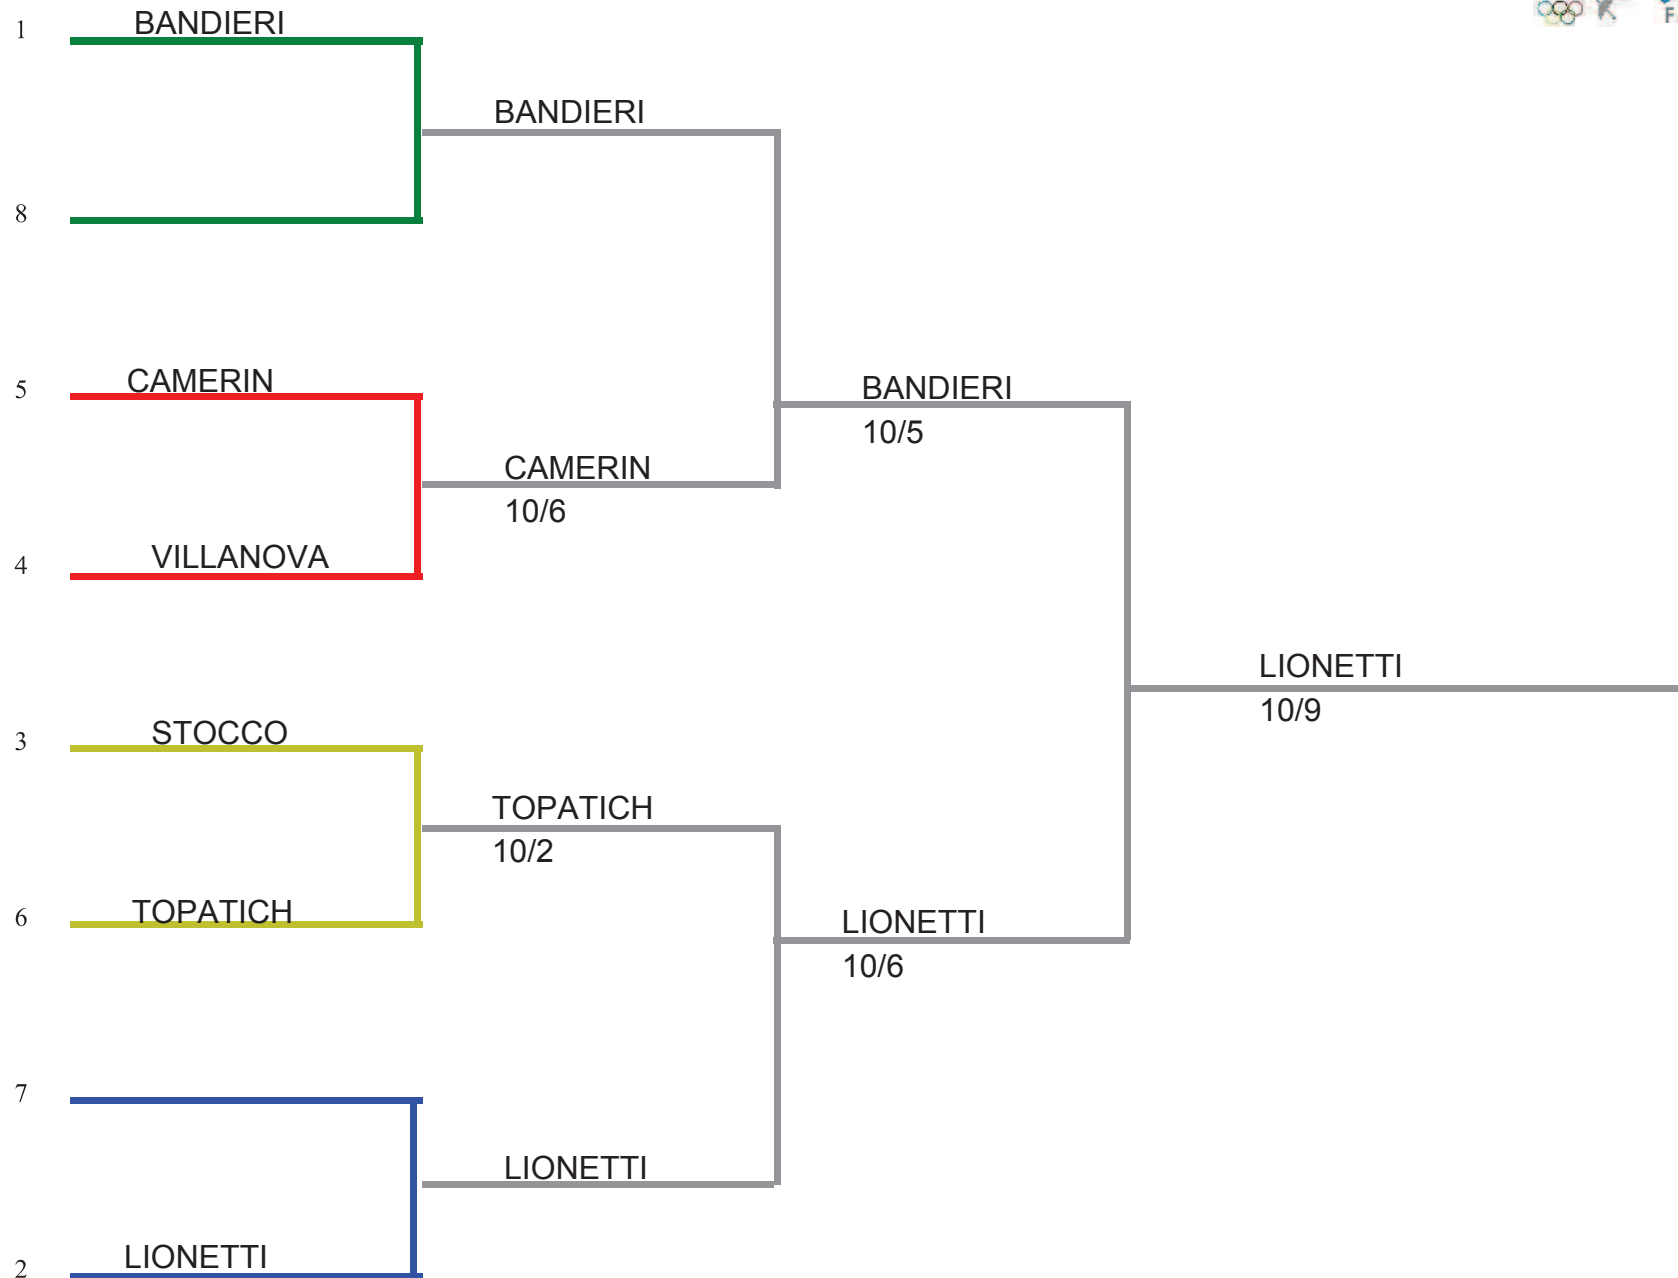 1 BANDIERI
F
BANDIERI
8
5 CAMERIN
BANDIERI
10/5
CAMERIN
10/6
4 VILLANOVA
LIONETTI
10/9
3 STOCCO
TOPATICH
10/2
6 TOPATICH
LIONETTI
10/6
7
LIONETTI
2 LIONETTI